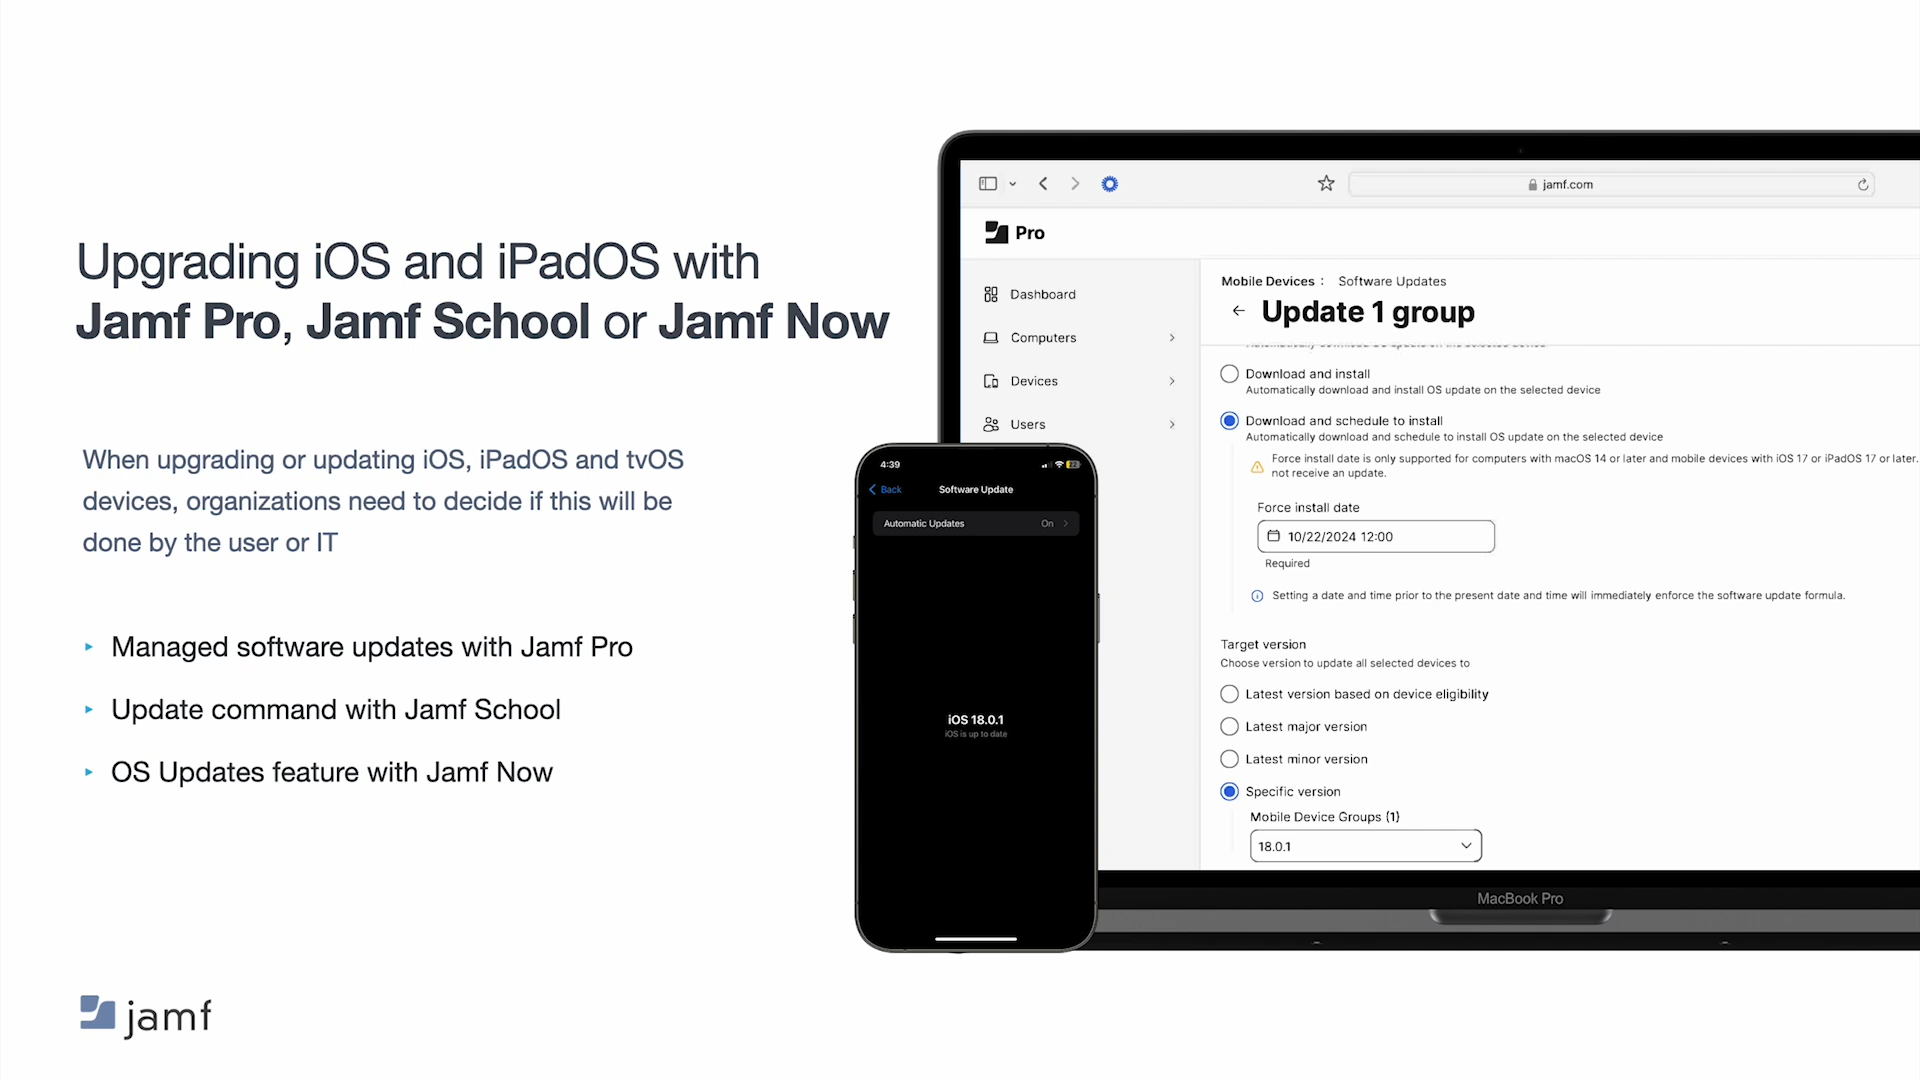 Upgrading iOS and iPadOS with
Jamf Pro, Jamf School or Jamf Now
When upgrading or updating iOS, iPadOS and tvOS
devices, organizations need to decide if this will be
done by the user or IT
Managed software updates with Jamf Pro
Update command with Jamf School
OS Updates feature with Jamf Now
jamf
jamf.com
Pro
Dashboard
Computers
Devices
Users
Mobile Devices : Software Updates
Update 1 group
Download and install
Automatically download and install OS update on the selected device
Download and schedule to install
Automatically download and schedule to install OS update on the selected device
Force install date is only supported for computers with macOS 14 or later and mobile devices with iOS 17 or iPadOS 17 or later.
not receive an update.
Force install date
10/22/2024 12:00
Required
Setting a date and time prior to the present date and time will immediately enforce the software update formula.
Target version
Choose version to update all selected devices to
Latest version based on device eligibility
Latest major version
Latest minor version
Specific version
Mobile Device Groups (1)
18.0.1
MacBook Pro
4:39
Back
Software Update
Automatic Updates On
iOS 18.0.1
iOS is up to date